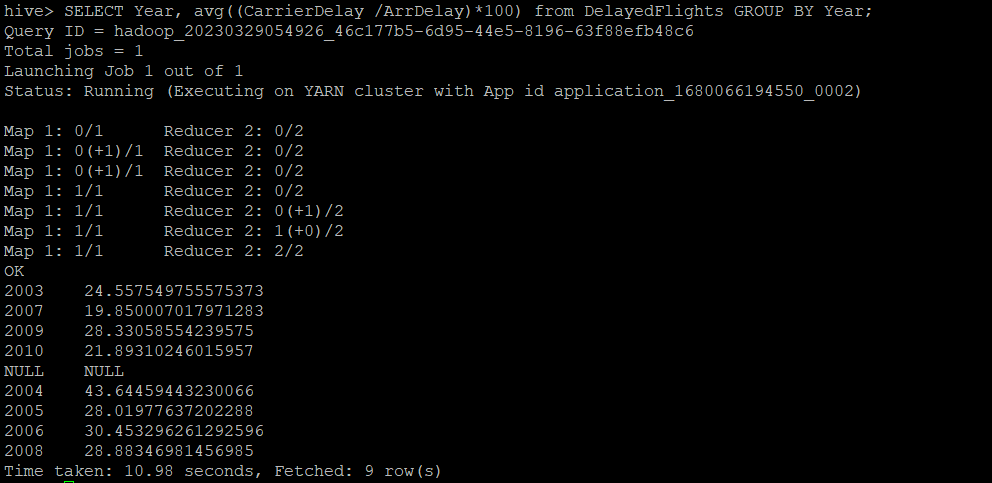 hive> SELECT Year, avg((CarrierDelay /ArrDelay)*100) from DelayedFlights GROUP BY Year;
Query ID = hadoop_20230329054926_46c177b5-6d95-44e5-8196-63f88efb48c6
Total jobs = 1
Launching Job 1 out of 1
Status: Running (Executing on YARN cluster with App id application_1680066194550_0002)
Map 1: 0/1      Reducer 2: 0/2
Map 1: 0(+1)/1  Reducer 2: 0/2
Map 1: 0(+1)/1  Reducer 2: 0/2
Map 1: 1/1      Reducer 2: 0/2
Map 1: 1/1      Reducer 2: 0(+1)/2
Map 1: 1/1      Reducer 2: 1(+0)/2
Map 1: 1/1      Reducer 2: 2/2
OK
2003    24.557549755575373
2007    19.850007017971283
2009    28.33058554239575
2010    21.89310246015957
NULL    NULL
2004    43.64459443230066
2005    28.01977637202288
2006    30.453296261292596
2008    28.88346981456985
Time taken: 10.98 seconds, Fetched: 9 row(s)